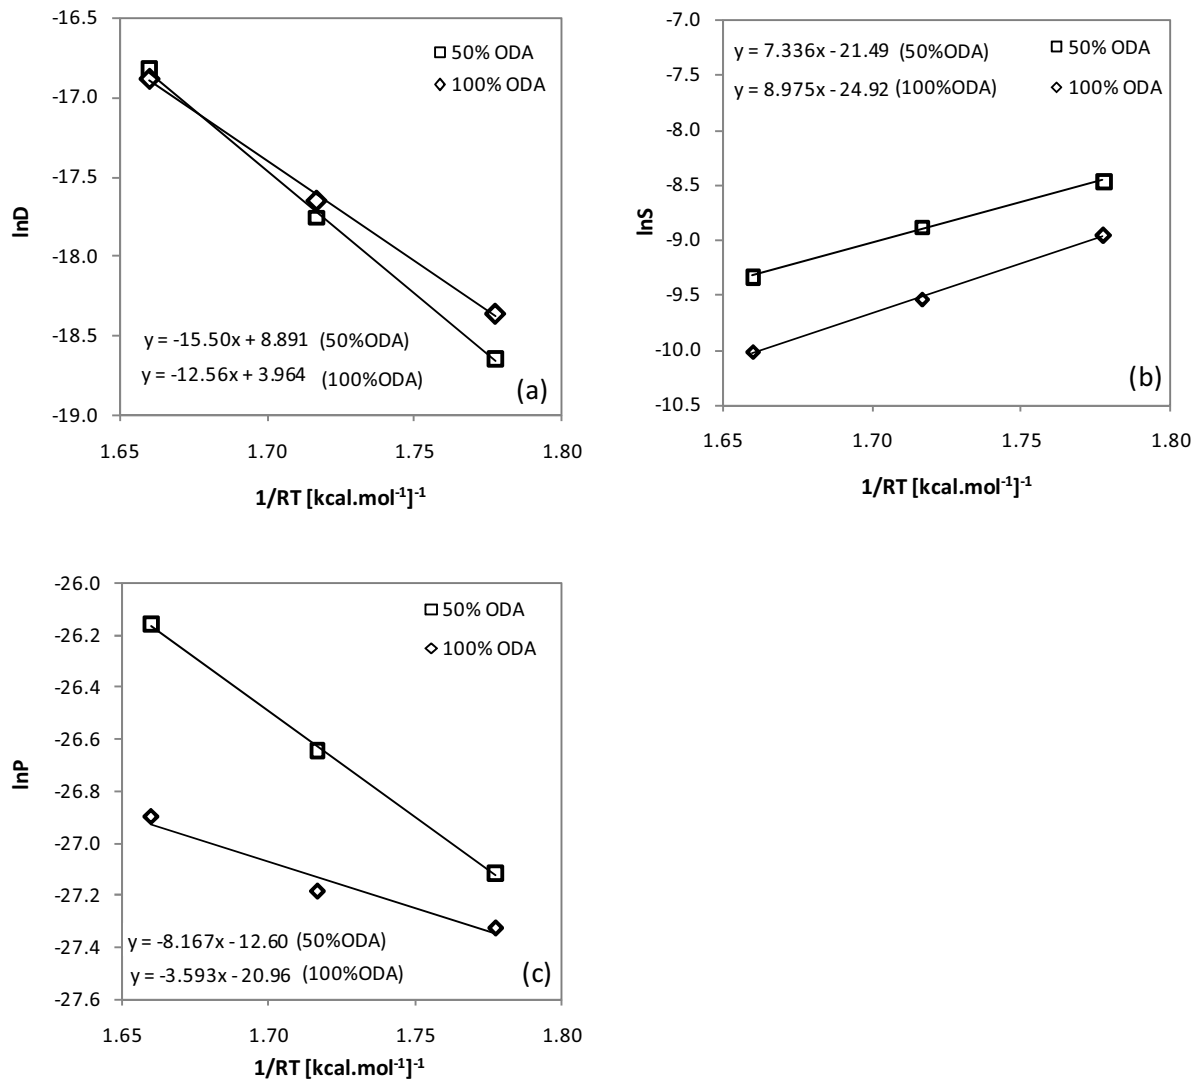 -16.5
-17.0
-17.5
-18.0
-18.5
-19.0
1.65 1.70 1.75 1.80
lnD
1/RT [kcal.mol⁻¹]⁻¹
50% ODA
100% ODA
y = -15.50x + 8.891 (50%ODA)
y = -12.56x + 3.964 (100%ODA)
(a)
-7.0
-7.5
-8.0
-8.5
-9.0
-9.5
-10.0
-10.5
1.65 1.70 1.75 1.80
lnS
1/RT [kcal.mol⁻¹]⁻¹
y = 7.336x - 21.49 (50%ODA)
y = 8.975x - 24.92 (100%ODA)
50% ODA
100% ODA
(b)
-26.0
-26.2
-26.4
-26.6
-26.8
-27.0
-27.2
-27.4
-27.6
1.65 1.70 1.75 1.80
lnP
1/RT [kcal.mol⁻¹]⁻¹
50% ODA
100% ODA
y = -8.167x - 12.60 (50%ODA)
y = -3.593x - 20.96 (100%ODA)
(c)